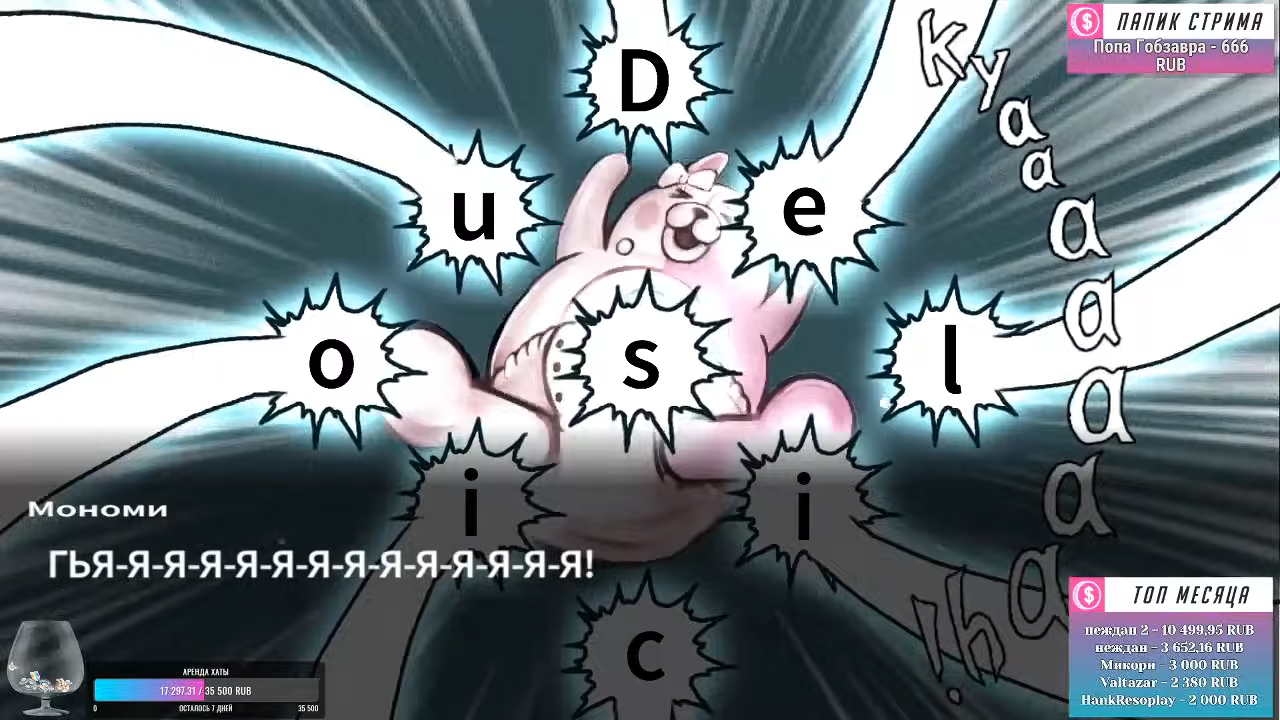 D
u
e
o
s
l
i
i
c
Kyaaaaaaaaah!!
ПАПИК СТРИМА
Попа Гобзавра - 666
RUB
Мономи
ГЬЯ-Я-Я-Я-Я-Я-Я-Я-Я-Я-Я-Я-Я-Я!
АРЕНДА ХАТЫ
17 297.31 / 35 500 RUB
0
ОСТАЛОСЬ 7 ДНЕЙ
35 500
ТОП МЕСЯЦА
неждан 2 - 10 499,95 RUB
неждан - 3 652,16 RUB
Микори - 3 000 RUB
Valtazar - 2 380 RUB
HankResoplay - 2 000 RUB